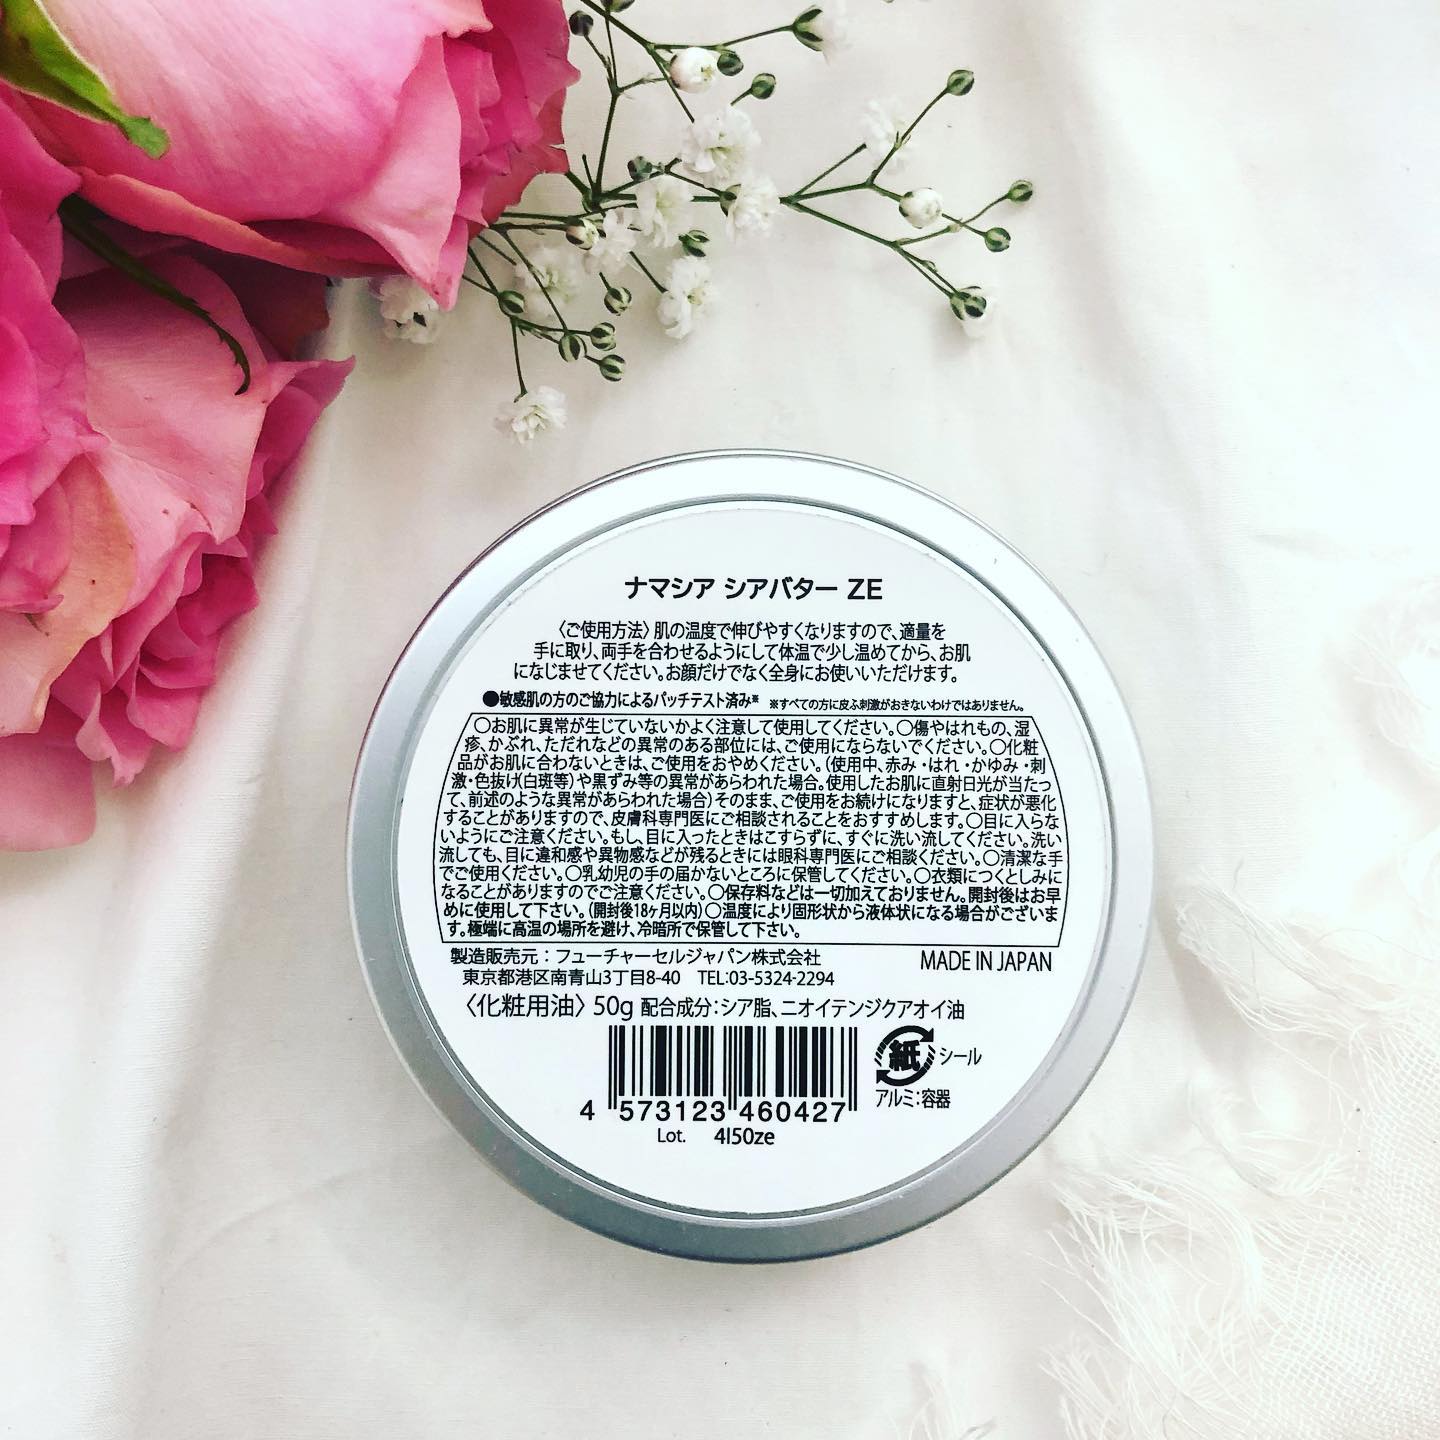 ナマシア シアバター ZE
〈ご使用方法〉肌の温度で伸びやすくなりますので、適量を
手に取り、両手を合わせるようにして体温で少し温めてから、お肌
になじませてください。お顔だけでなく全身にお使いいただけます。
●敏感肌の方のご協力によるパッチテスト済み* ※すべての方に皮ふ刺激がおきないわけではありません。
○お肌に異常が生じていないかよく注意して使用してください。○傷やはれもの、湿
疹、かぶれ、ただれなどの異常のある部位には、ご使用にならないでください。○化粧
品がお肌に合わないときは、ご使用をおやめください。(使用中、赤み・はれ・かゆみ・刺
激・色抜け(白斑等)や黒ずみ等の異常があらわれた場合。使用したお肌に直射日光が当たっ
て、前述のような異常があらわれた場合)そのまま、ご使用をお続けになりますと、症状が悪化
することがありますので、皮膚科専門医にご相談されることをおすすめします。○目に入らな
いようにご注意ください。もし、目に入ったときはこすらずに、すぐに洗い流してください。洗い
流しても、目に違和感や異物感などが残るときには眼科専門医にご相談ください。○清潔な手
でご使用ください。○乳幼児の手の届かないところに保管してください。○衣類につくとしみに
なることがありますのでご注意ください。○保存料などは一切加えておりません。開封後はお早
めに使用して下さい。(開封後18ヶ月以内)○温度により固形状から液体状になる場合がございま
す。極端に高温の場所を避け、冷暗所で保管して下さい。
製造販売元：フューチャーセルジャパン株式会社 MADE IN JAPAN
東京都港区南青山3丁目8-40 TEL:03-5324-2294
〈化粧用油〉50g 配合成分：シア脂、ニオイテンジクアオイ油
紙 シール
アルミ：容器
4 573123 460427
Lot. 4l50ze